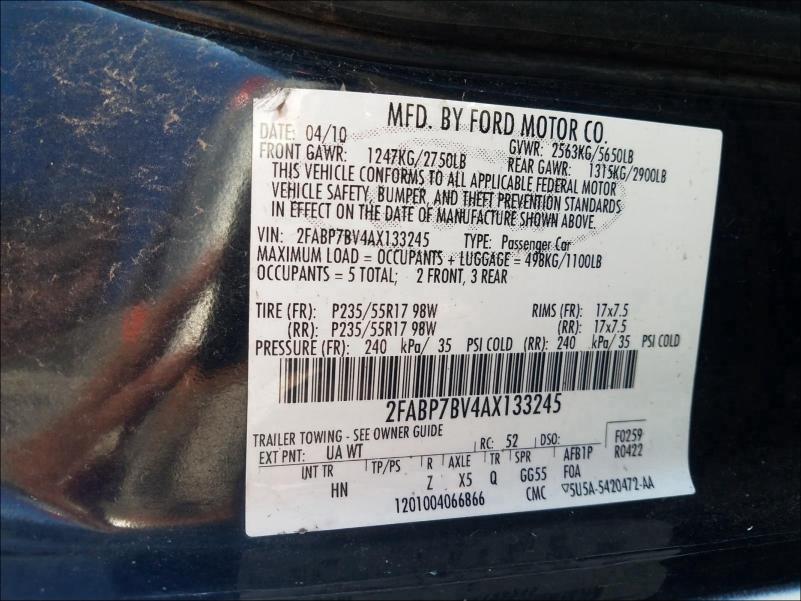 MFD. BY FORD MOTOR CO.
DATE: 04/10 GVWR: 2563KG/5650LB
FRONT GAWR: 1247KG/2750LB REAR GAWR: 1315KG/2900LB
THIS VEHICLE CONFORMS TO ALL APPLICABLE FEDERAL MOTOR
VEHICLE SAFETY, BUMPER, AND THEFT PREVENTION STANDARDS
IN EFFECT ON THE DATE OF MANUFACTURE SHOWN ABOVE.
VIN: 2FABP7BV4AX133245 TYPE: Passenger Car
MAXIMUM LOAD = OCCUPANTS + LUGGAGE = 498KG/1100LB
OCCUPANTS = 5 TOTAL; 2 FRONT, 3 REAR
TIRE (FR): P235/55R17 98W RIMS (FR): 17x7.5
(RR): P235/55R17 98W (RR): 17x7.5
PRESSURE (FR): 240 kPa/ 35 PSI COLD (RR): 240 kPa/ 35 PSI COLD
2FABP7BV4AX133245
TRAILER TOWING - SEE OWNER GUIDE
EXT PNT: UA WT RC: 52 DSO: F0259
INT TR TP/PS R AXLE TR SPR AFB1P R0422
HN Z X5 Q GG55 F0A
1201004066866 CMC ▽5U5A-5420472-AA